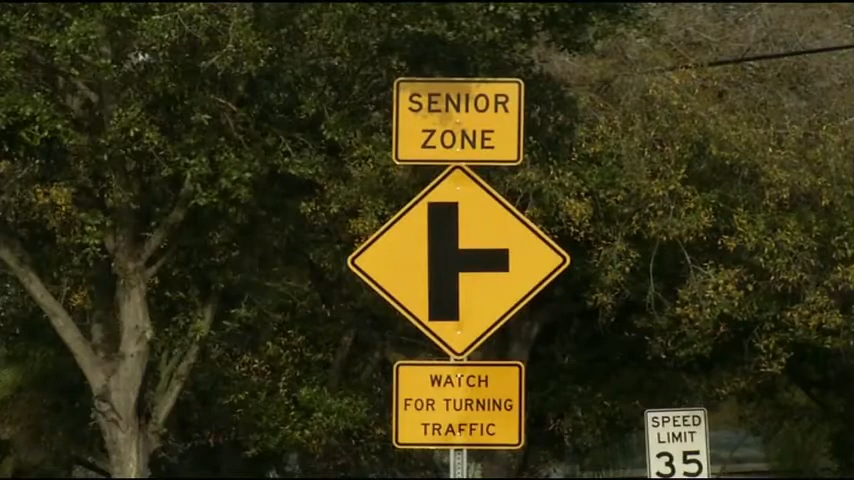 SENIOR
ZONE
WATCH
FOR TURNING
TRAFFIC
SPEED
LIMIT
35